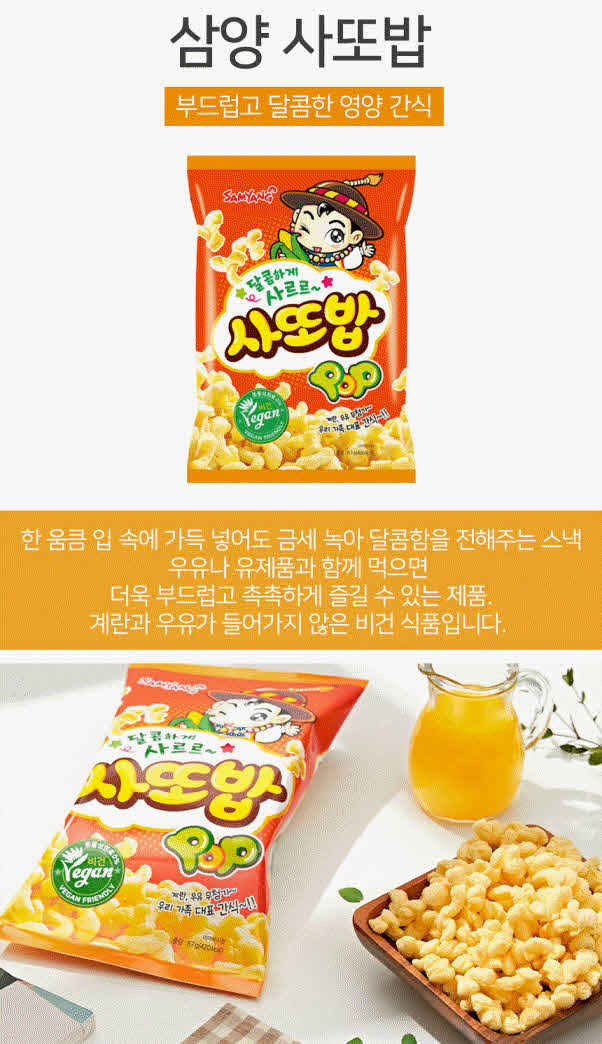 삼양 사또밥
부드럽고 달콤한 영양 간식
SAMYANG
달콤하게
사르르~
사또밥
POP
비건
Vegan
VEGAN FRIENDLY
계란, 우유 무첨가~
우리 가족 대표 간식~!!
한 움큼 입 속에 가득 넣어도 금세 녹아 달콤함을 전해주는 스낵
우유나 유제품과 함께 먹으면
더욱 부드럽고 촉촉하게 즐길 수 있는 제품.
계란과 우유가 들어가지 않은 비건 식품입니다.
SAMYANG
달콤하게
사르르~
사또밥
POP
비건
Vegan
VEGAN FRIENDLY
계란, 우유 무첨가~
우리 가족 대표 간식~!!
67g(420kcal)